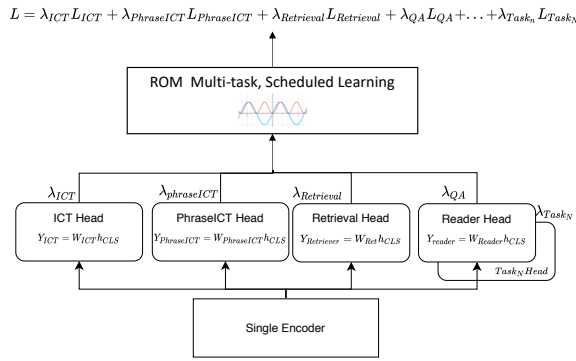 L = λ_ICT L_ICT + λ_PhraseICT L_PhraseICT + λ_Retrieval L_Retrieval + λ_QA L_QA+...+λ_Task_n L_Task_N
ROM Multi-task, Scheduled Learning
λ_ICT λ_phraseICT λ_Retrieval λ_QA λ_Task_N
ICT Head PhraseICT Head Retrieval Head Reader Head
Y_ICT = W_ICT h_CLS Y_PhraseICT = W_PhraseICT h_CLS Y_Retriever = W_Ret h_CLS Y_reader = W_Reader h_CLS
Task_N Head
Single Encoder